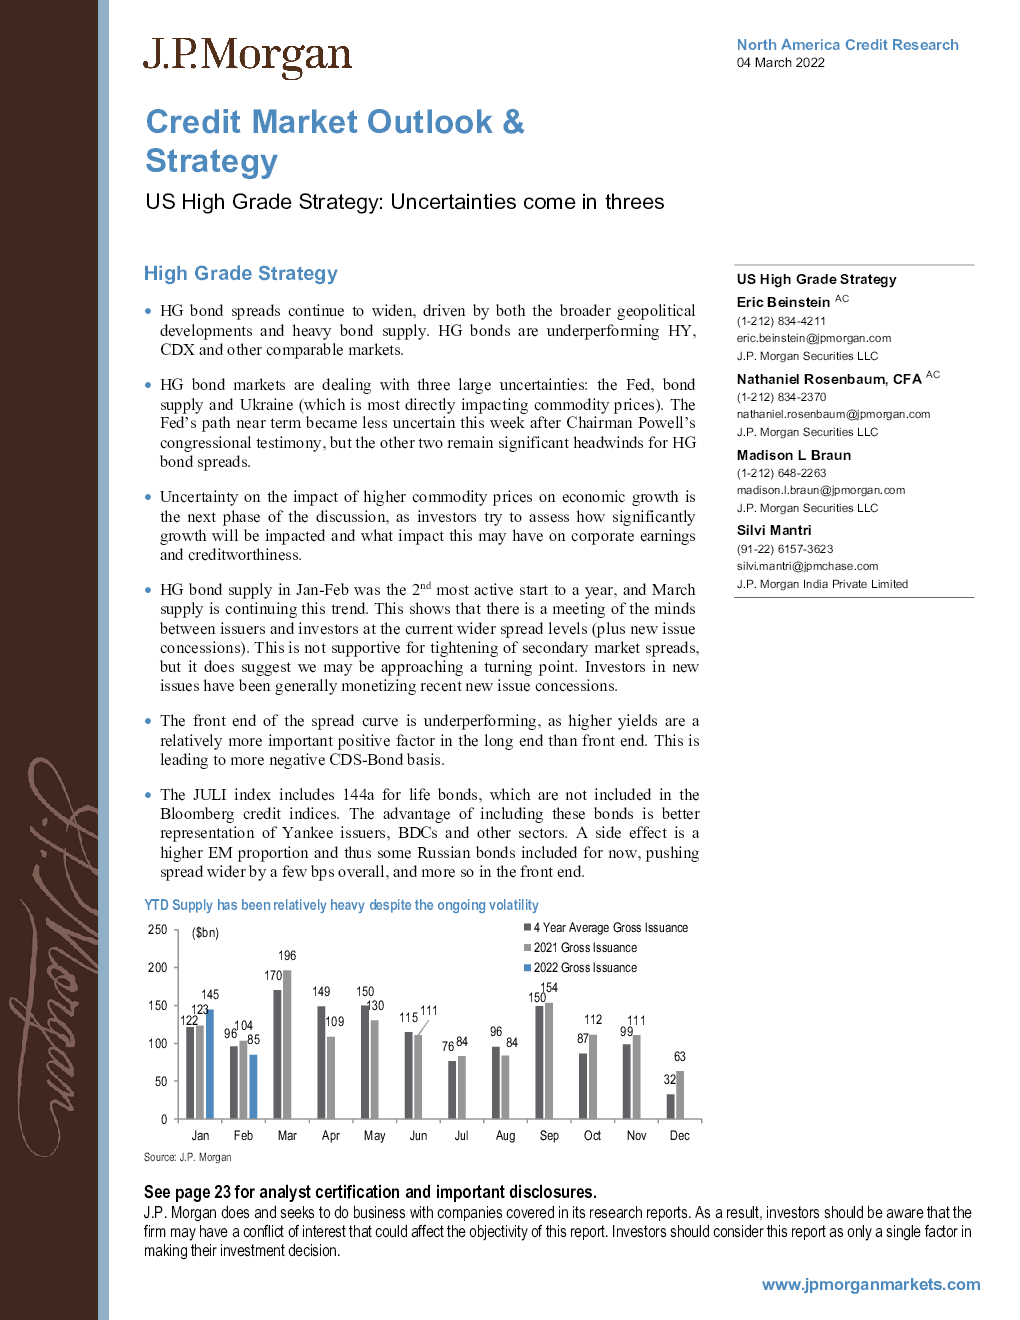 J.P.Morgan
North America Credit Research
04 March 2022
Credit Market Outlook &
Strategy
US High Grade Strategy: Uncertainties come in threes
High Grade Strategy
• HG bond spreads continue to widen, driven by both the broader geopolitical
developments and heavy bond supply. HG bonds are underperforming HY,
CDX and other comparable markets.
• HG bond markets are dealing with three large uncertainties: the Fed, bond
supply and Ukraine (which is most directly impacting commodity prices). The
Fed's path near term became less uncertain this week after Chairman Powell's
congressional testimony, but the other two remain significant headwinds for HG
bond spreads.
• Uncertainty on the impact of higher commodity prices on economic growth is
the next phase of the discussion, as investors try to assess how significantly
growth will be impacted and what impact this may have on corporate earnings
and creditworthiness.
• HG bond supply in Jan-Feb was the 2nd most active start to a year, and March
supply is continuing this trend. This shows that there is a meeting of the minds
between issuers and investors at the current wider spread levels (plus new issue
concessions). This is not supportive for tightening of secondary market spreads,
but it does suggest we may be approaching a turning point. Investors in new
issues have been generally monetizing recent new issue concessions.
• The front end of the spread curve is underperforming, as higher yields are a
relatively more important positive factor in the long end than front end. This is
leading to more negative CDS-Bond basis.
• The JULI index includes 144a for life bonds, which are not included in the
Bloomberg credit indices. The advantage of including these bonds is better
representation of Yankee issuers, BDCs and other sectors. A side effect is a
higher EM proportion and thus some Russian bonds included for now, pushing
spread wider by a few bps overall, and more so in the front end.
US High Grade Strategy
Eric Beinstein AC
(1-212) 834-4211
eric.beinstein@jpmorgan.com
J.P. Morgan Securities LLC
Nathaniel Rosenbaum, CFA AC
(1-212) 834-2370
nathaniel.rosenbaum@jpmorgan.com
J.P. Morgan Securities LLC
Madison L Braun
(1-212) 648-2263
madison.l.braun@jpmorgan.com
J.P. Morgan Securities LLC
Silvi Mantri
(91-22) 6157-3623
silvi.mantri@jpmchase.com
J.P. Morgan India Private Limited
YTD Supply has been relatively heavy despite the ongoing volatility
($bn)
4 Year Average Gross Issuance
2021 Gross Issuance
2022 Gross Issuance
250
200
150
100
50
0
122 123 145
96 104 85
170 196
149 109
150 130
115 111
76 84
96 84
150 154
87 112
99 111
32 63
Jan Feb Mar Apr May Jun Jul Aug Sep Oct Nov Dec
Source: J.P. Morgan
J.P.Morgan
See page 23 for analyst certification and important disclosures.
J.P. Morgan does and seeks to do business with companies covered in its research reports. As a result, investors should be aware that the
firm may have a conflict of interest that could affect the objectivity of this report. Investors should consider this report as only a single factor in
making their investment decision.
www.jpmorganmarkets.com